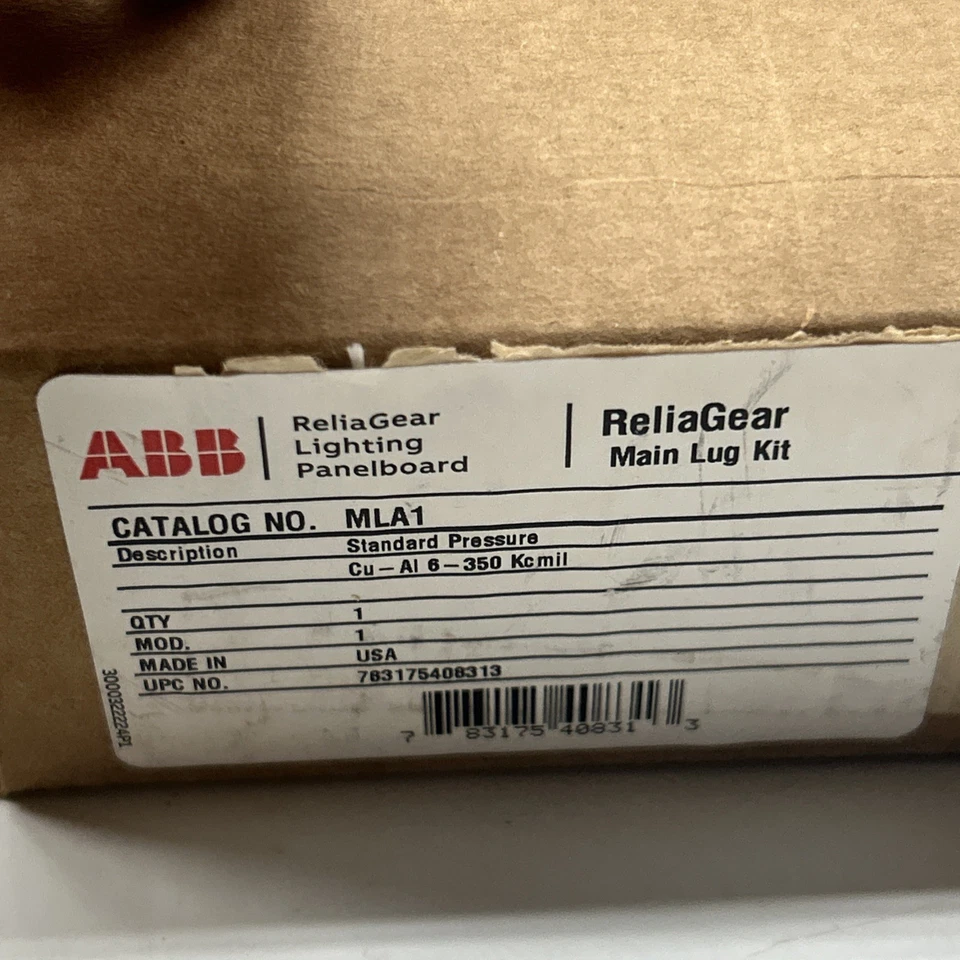 ABB
ReliaGear
Lighting
Panelboard
ReliaGear
Main Lug Kit
CATALOG NO. MLA1
Description Standard Pressure
Cu-Al 6-350 Kcmil
QTY 1
MOD. 1
MADE IN USA
UPC NO. 783175408313
7 83175 40831 3
300032224P1